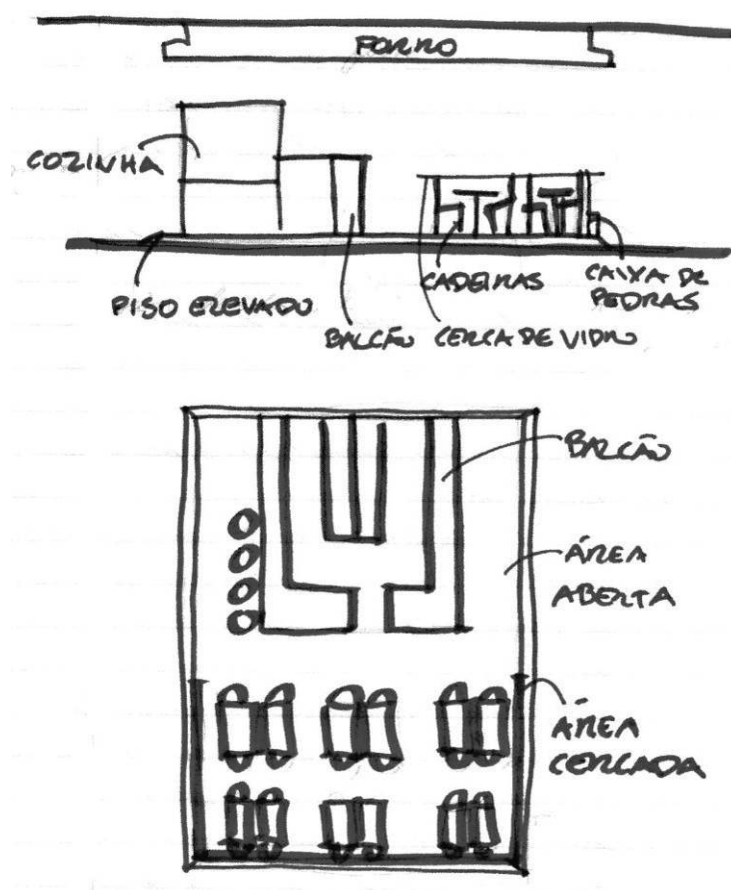 FORRO
COZINHA
PISO ELEVADO
BALCÃO
CERCA DE VIDRO
CADEIRAS
CAIXA DE
PEDRAS
BALCÃO
ÁREA
ABERTA
ÁREA
CERCADA